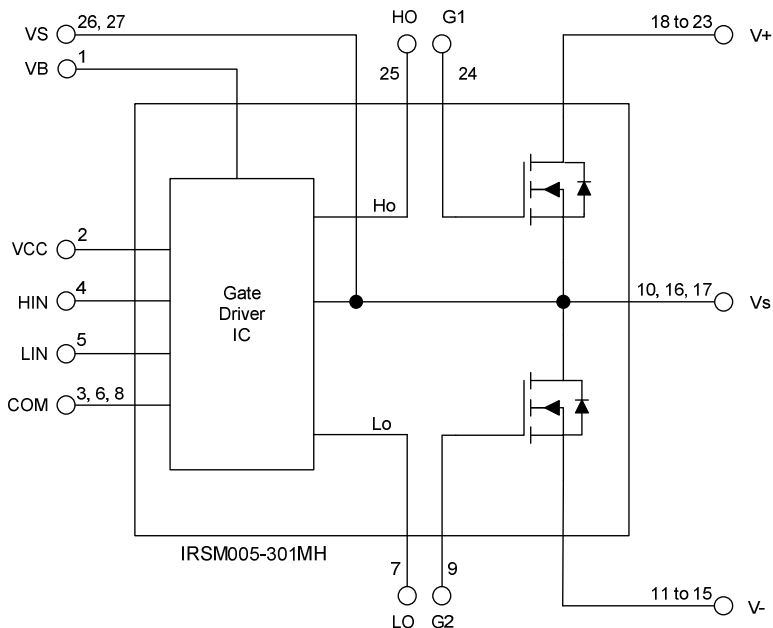 VS
26, 27
VB
1
HO
G1
25
24
18 to 23
V+
Ho
VCC
2
HIN
4
LIN
5
COM
3, 6, 8
Gate
Driver
IC
10, 16, 17
Vs
Lo
IRSM005-301MH
7
9
LO
G2
11 to 15
V-